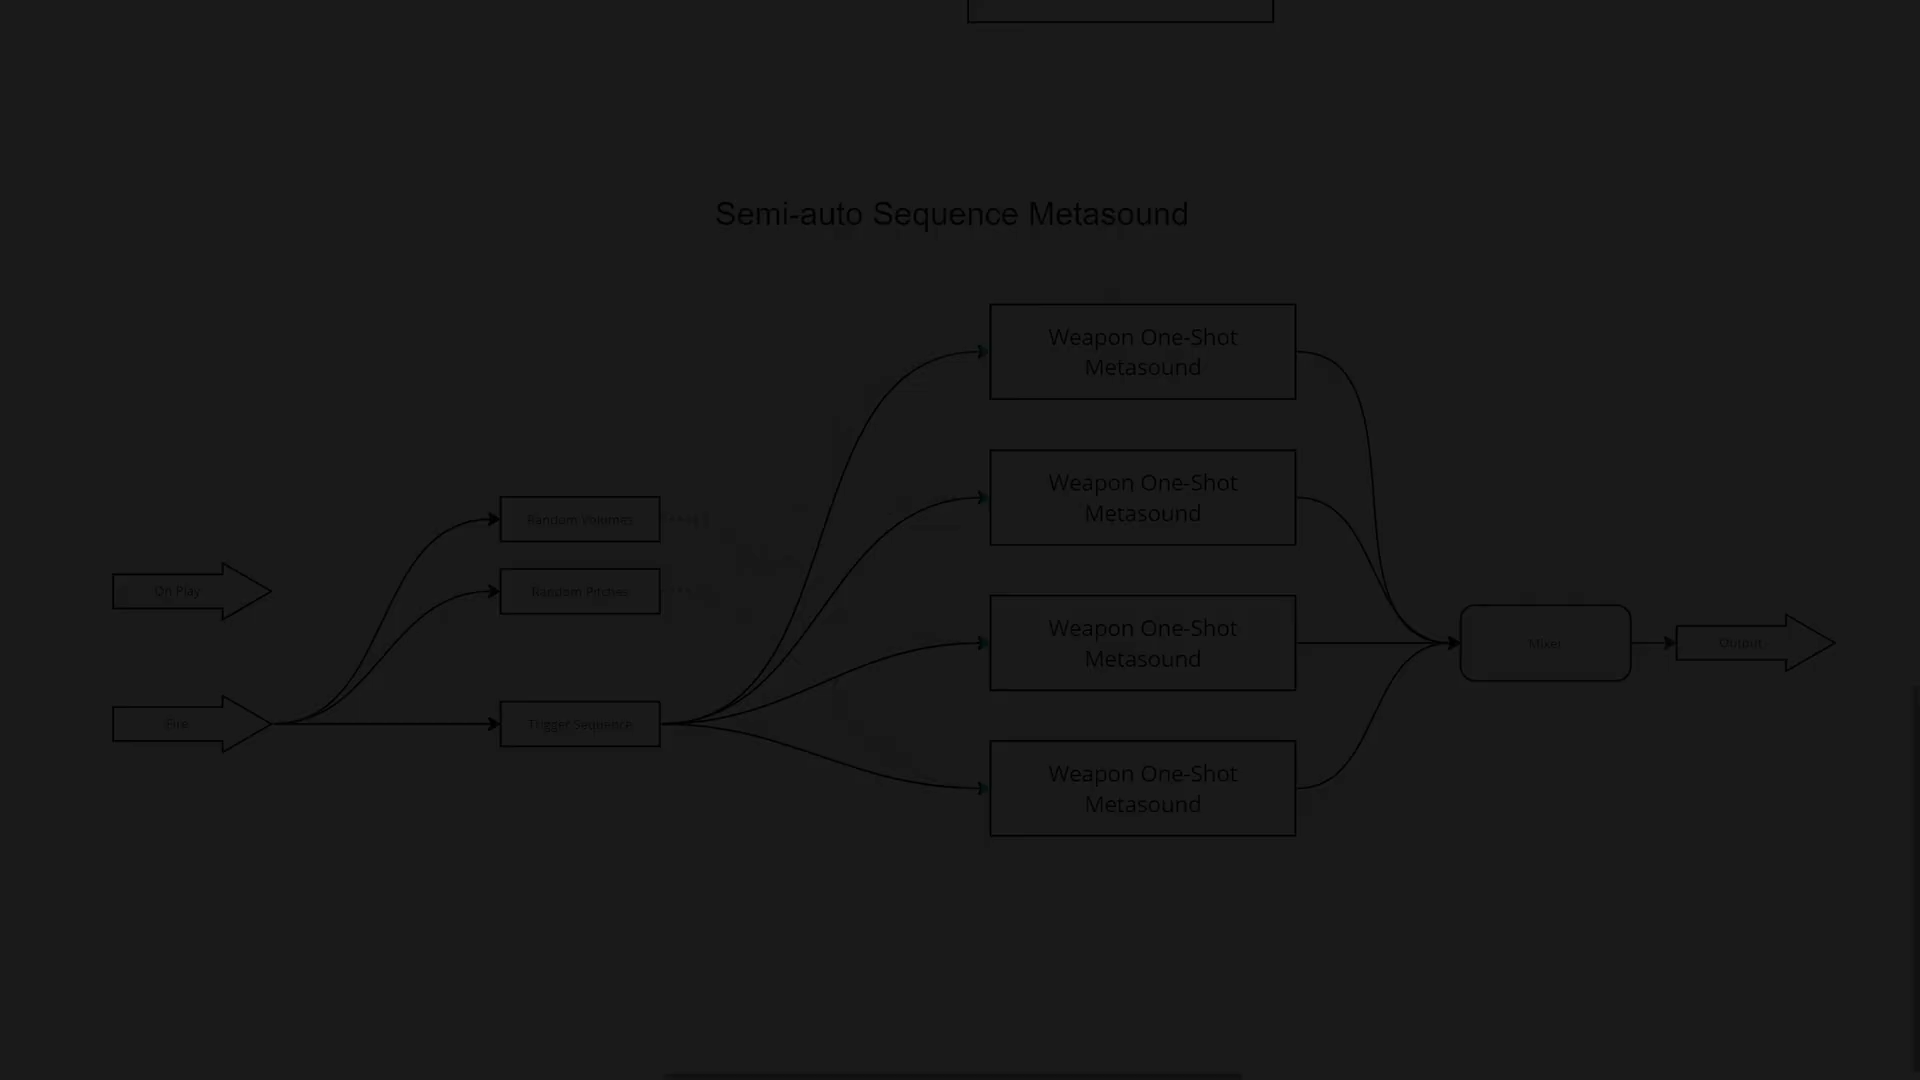 Semi-auto Sequence Metasound
Weapon One-Shot
Metasound
Weapon One-Shot
Metasound
Random Volumes
On Play
Random Pitches
Weapon One-Shot
Metasound
Mixer
Output
Fire
Trigger Sequence
Weapon One-Shot
Metasound